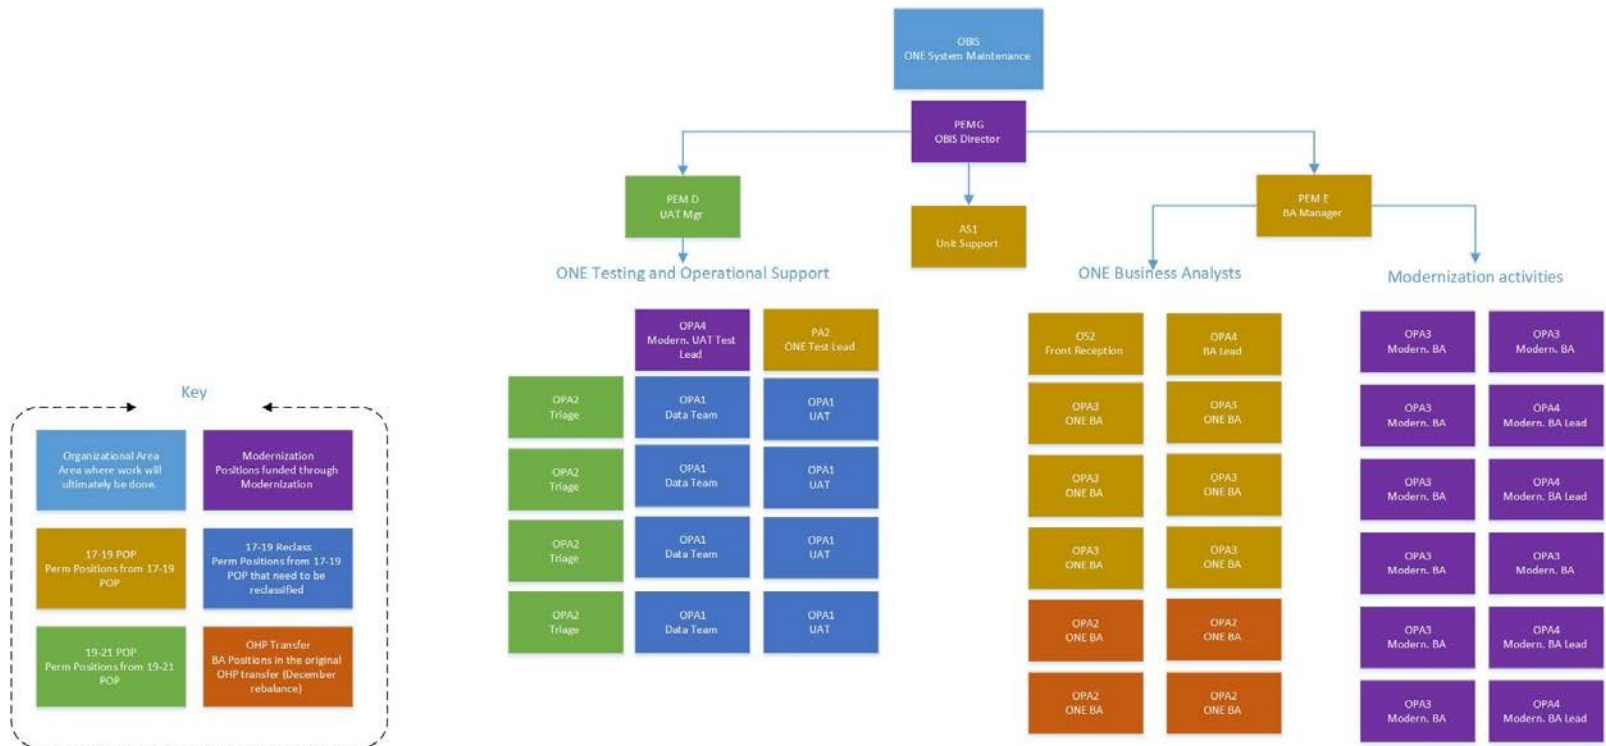 OBIS
ONE System Maintenance
PEMG
OBIS Director
PEM D
UAT Mgr
AS1
Unit Support
PEM E
BA Manager
ONE Testing and Operational Support
OPA4
Modern. UAT Test
Lead
PA2
ONE Test Lead
OPA2
Triage
OPA1
Data Team
OPA1
UAT
OPA2
Triage
OPA1
Data Team
OPA1
UAT
OPA2
Triage
OPA1
Data Team
OPA1
UAT
OPA2
Triage
OPA1
Data Team
OPA1
UAT
ONE Business Analysts
OS2
Front Reception
OPA4
BA Lead
OPA3
ONE BA
OPA3
ONE BA
OPA3
ONE BA
OPA3
ONE BA
OPA3
ONE BA
OPA3
ONE BA
OPA2
ONE BA
OPA2
ONE BA
OPA2
ONE BA
OPA2
ONE BA
Modernization activities
OPA3
Modern. BA
OPA3
Modern. BA
OPA3
Modern. BA
OPA4
Modern. BA Lead
OPA3
Modern. BA
OPA4
Modern. BA Lead
OPA3
Modern. BA
OPA3
Modern. BA
OPA3
Modern. BA
OPA4
Modern. BA Lead
OPA3
Modern. BA
OPA4
Modern. BA Lead
Key
Organizational Area
Area where work will
ultimately be done.
Modernization
Positions funded through
Modernization
17-19 POP
Perm Positions from 17-19
POP
17-19 Reclass
Perm Positions from 17-19
POP that need to be
reclassified
19-21 POP
Perm Positions from 19-21
POP
OHP Transfer
BA Positions in the original
OHP transfer (December
rebalance)